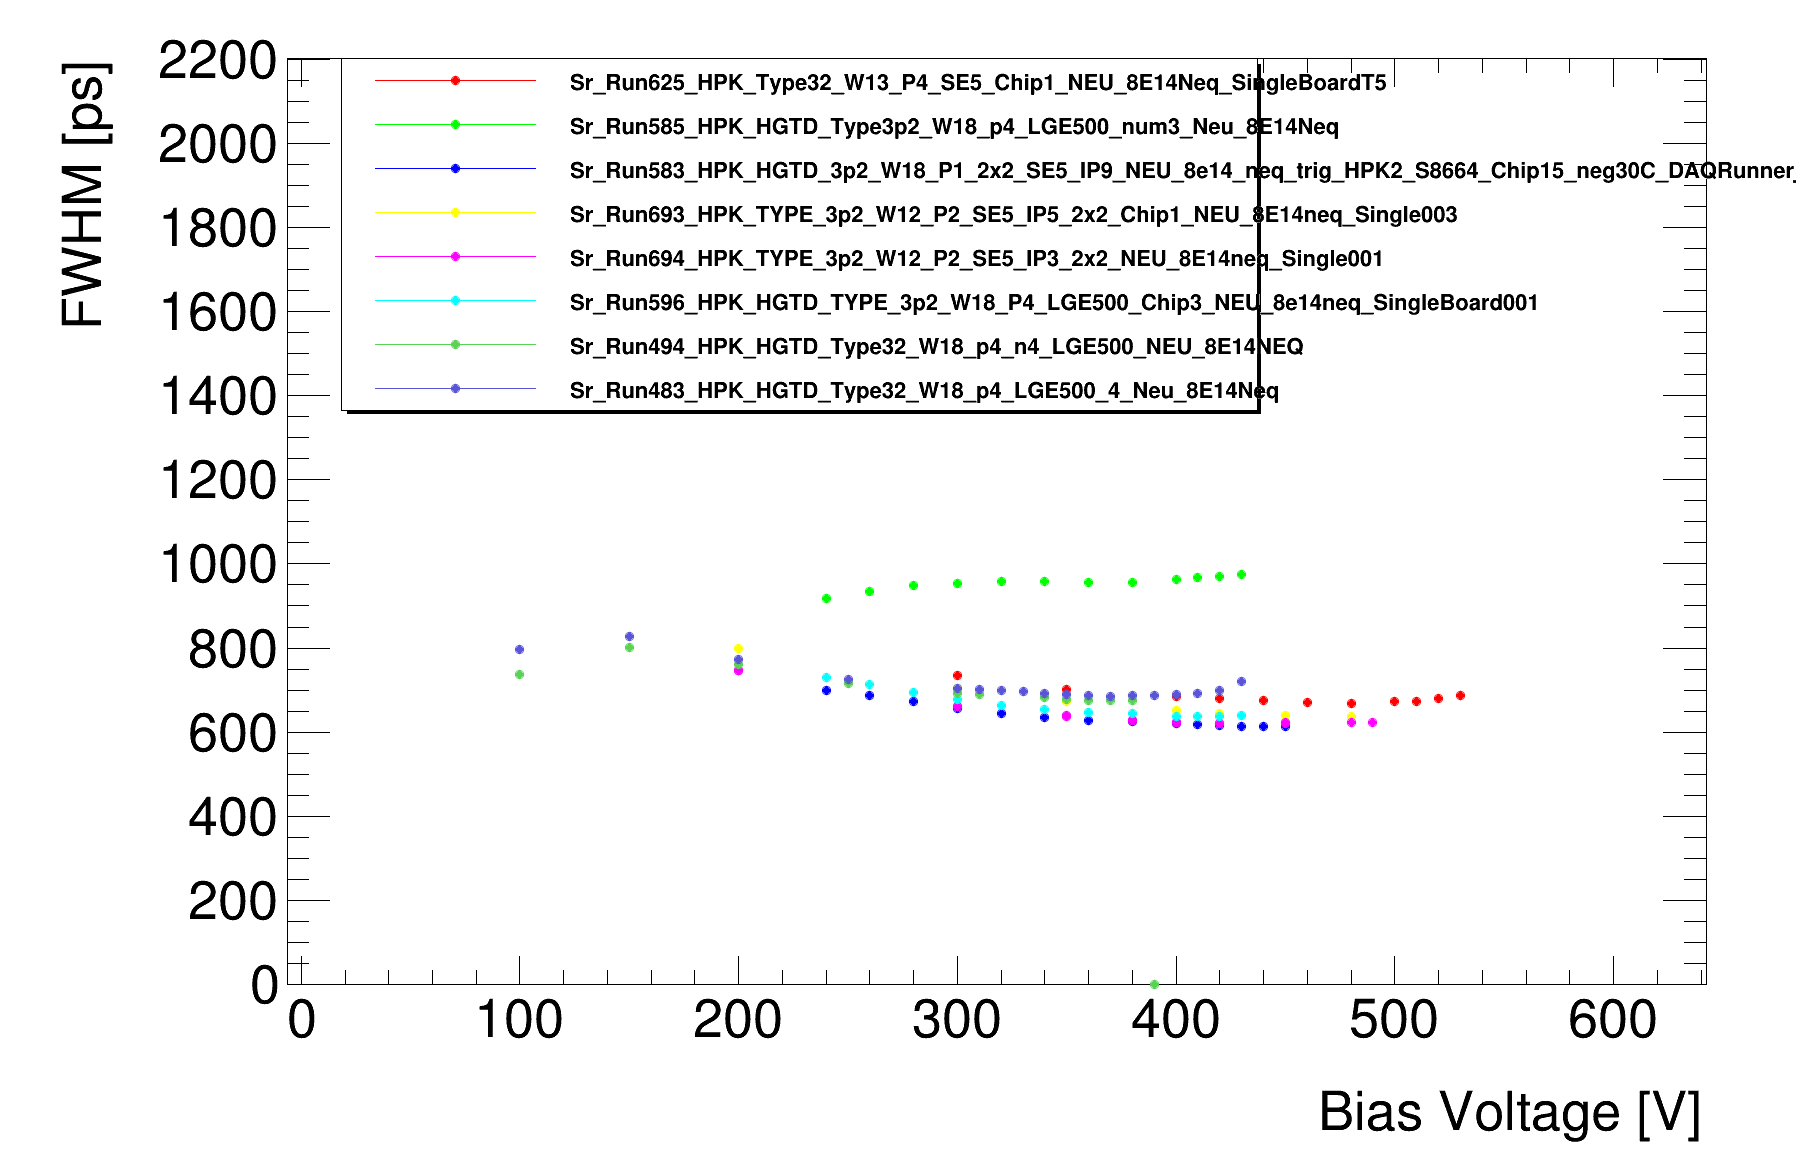 FWHM [ps]
2200
2000
1800
1600
1400
1200
1000
800
600
400
200
0
Sr_Run625_HPK_Type32_W13_P4_SE5_Chip1_NEU_8E14Neq_SingleBoardT5
Sr_Run585_HPK_HGTD_Type3p2_W18_p4_LGE500_num3_Neu_8E14Neq
Sr_Run583_HPK_HGTD_3p2_W18_P1_2x2_SE5_IP9_NEU_8e14_neq_trig_HPK2_S8664_Chip15_neg30C_DAQRunner_
Sr_Run693_HPK_TYPE_3p2_W12_P2_SE5_IP5_2x2_Chip1_NEU_8E14neq_Single003
Sr_Run694_HPK_TYPE_3p2_W12_P2_SE5_IP3_2x2_NEU_8E14neq_Single001
Sr_Run596_HPK_HGTD_TYPE_3p2_W18_P4_LGE500_Chip3_NEU_8e14neq_SingleBoard001
Sr_Run494_HPK_HGTD_Type32_W18_p4_n4_LGE500_NEU_8E14NEQ
Sr_Run483_HPK_HGTD_Type32_W18_p4_LGE500_4_Neu_8E14Neq
0 100 200 300 400 500 600
Bias Voltage [V]